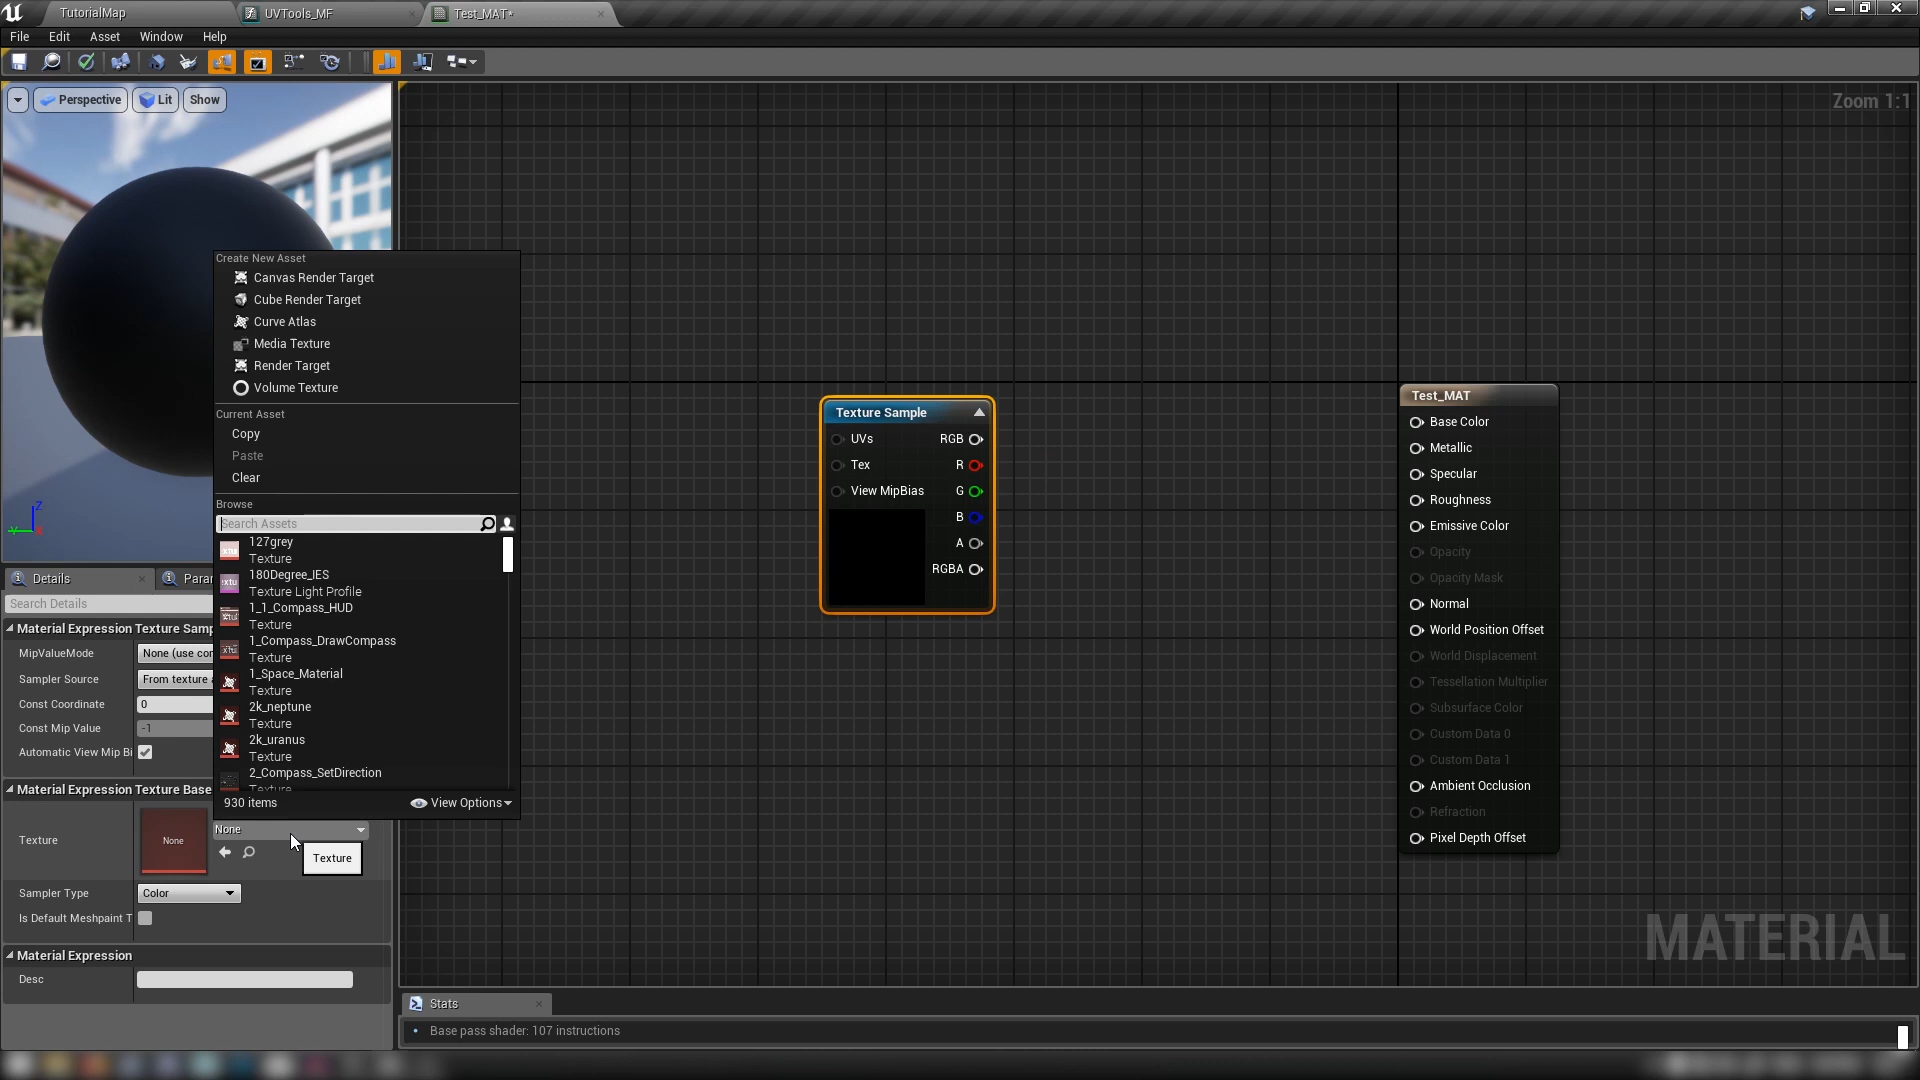 TutorialMap
UVTools_MF
Test_MAT*
File Edit Asset Window Help
Perspective Lit Show
Zoom 1:1
Create New Asset
Canvas Render Target
Cube Render Target
Curve Atlas
Media Texture
Render Target
Volume Texture
Current Asset
Copy
Paste
Clear
Browse
Search Assets
127grey
Texture
180Degree_IES
Texture Light Profile
1_1_Compass_HUD
Texture
1_Compass_DrawCompass
Texture
1_Space_Material
Texture
2k_neptune
Texture
2k_uranus
Texture
2_Compass_SetDirection
Texture
930 items View Options
Details
Para
Search Details
Material Expression Texture Samp
MipValueMode None (use con
Sampler Source From texture a
Const Coordinate 0
Const Mip Value -1
Automatic View Mip Bi
Material Expression Texture Base
Texture None None
Texture
Sampler Type Color
Is Default Meshpaint T
Material Expression
Desc
Texture Sample
UVs RGB
Tex R
View MipBias G
B
A
RGBA
Test_MAT
Base Color
Metallic
Specular
Roughness
Emissive Color
Opacity
Opacity Mask
Normal
World Position Offset
World Displacement
Tessellation Multiplier
Subsurface Color
Custom Data 0
Custom Data 1
Ambient Occlusion
Refraction
Pixel Depth Offset
MATERIAL
Stats
Base pass shader: 107 instructions